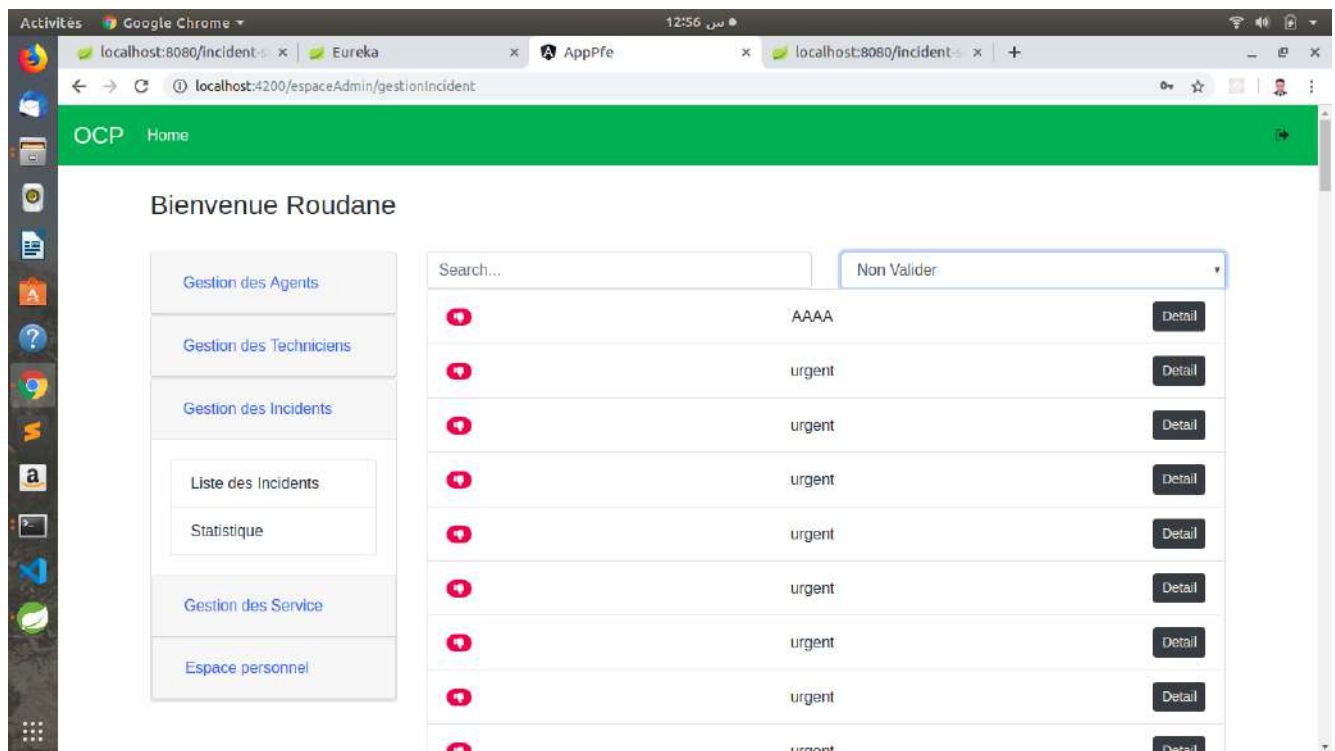 Activités Google Chrome ▾ 12:56 س ●
localhost:8080/incident-s × Eureka × AppPfe × localhost:8080/incident-s × +
localhost:4200/espaceAdmin/gestionIncident
OCP Home
Bienvenue Roudane
Gestion des Agents
Gestion des Techniciens
Gestion des Incidents
Liste des Incidents
Statistique
Gestion des Service
Espace personnel
Search... Non Valider
AAAA Detail
urgent Detail
urgent Detail
urgent Detail
urgent Detail
urgent Detail
urgent Detail
urgent Detail
urgent Detail